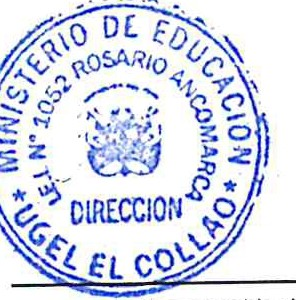 MINISTERIO DE EDUCACION
I.E.I. N° 1052 ROSARIO ANCOMARCA
DIRECCION
* UGEL EL COLLAO *